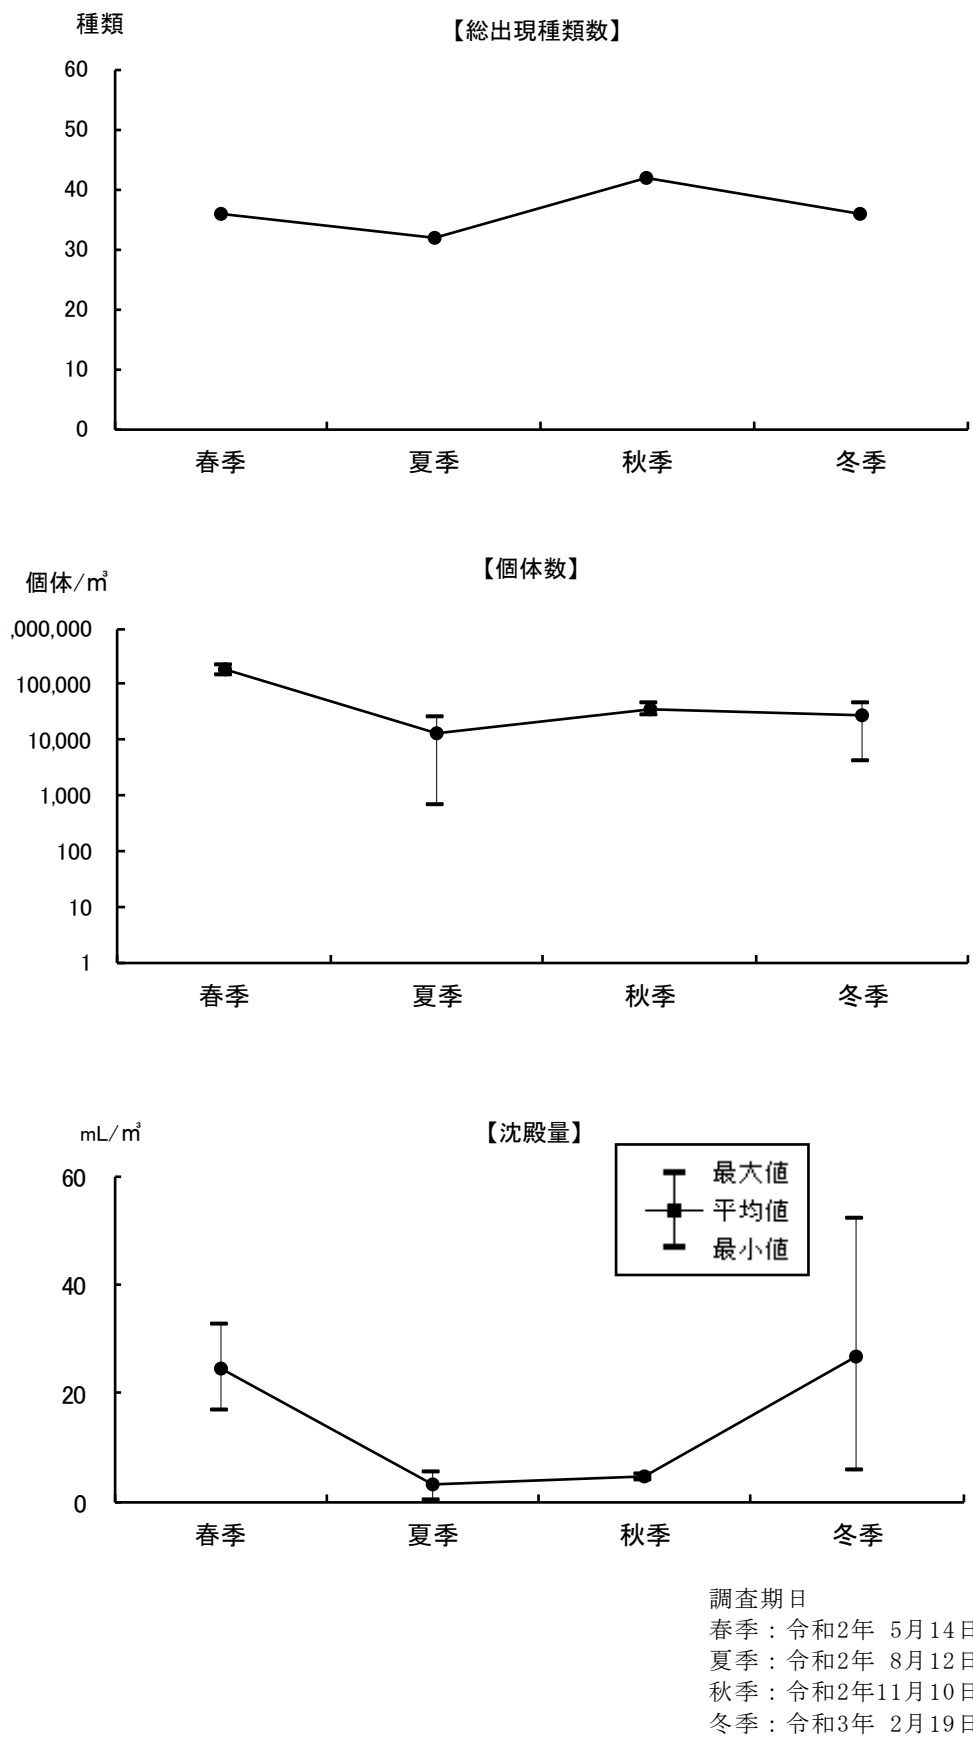 種類
【総出現種類数】
60
50
40
30
20
10
0
春季 夏季 秋季 冬季
【個体数】
個体/㎥
,000,000
100,000
10,000
1,000
100
10
1
春季 夏季 秋季 冬季
mL/㎥
【沈殿量】
最大値
平均値
最小値
60
40
20
0
春季 夏季 秋季 冬季
調査期日
春季：令和2年 5月14日
夏季：令和2年 8月12日
秋季：令和2年11月10日
冬季：令和3年 2月19日